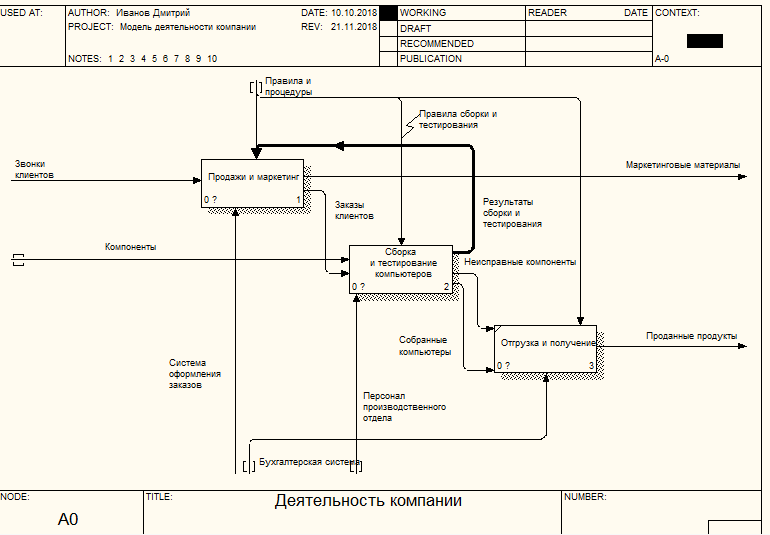 USED AT:
AUTHOR: Иванов Дмитрий
DATE: 10.10.2018
WORKING
READER
DATE
CONTEXT:
PROJECT: Модель деятельности компании
REV: 21.11.2018
DRAFT
RECOMMENDED
NOTES: 1 2 3 4 5 6 7 8 9 10
PUBLICATION
A-0
Правила и
процедуры
Правила сборки и
тестирования
Звонки
клиентов
Продажи и маркетинг
0 ?
1
Маркетинговые материалы
Заказы
клиентов
Результаты
сборки и
тестирования
Компоненты
Сборка
и тестирование
компьютеров
0 ?
2
Неисправные компоненты
Собранные
компьютеры
Отгрузка и получение
0 ?
3
Проданные продукты
Система
оформления
заказов
Персонал
производственного
отдела
Бухгалтерская система
NODE:
A0
TITLE:
Деятельность компании
NUMBER: